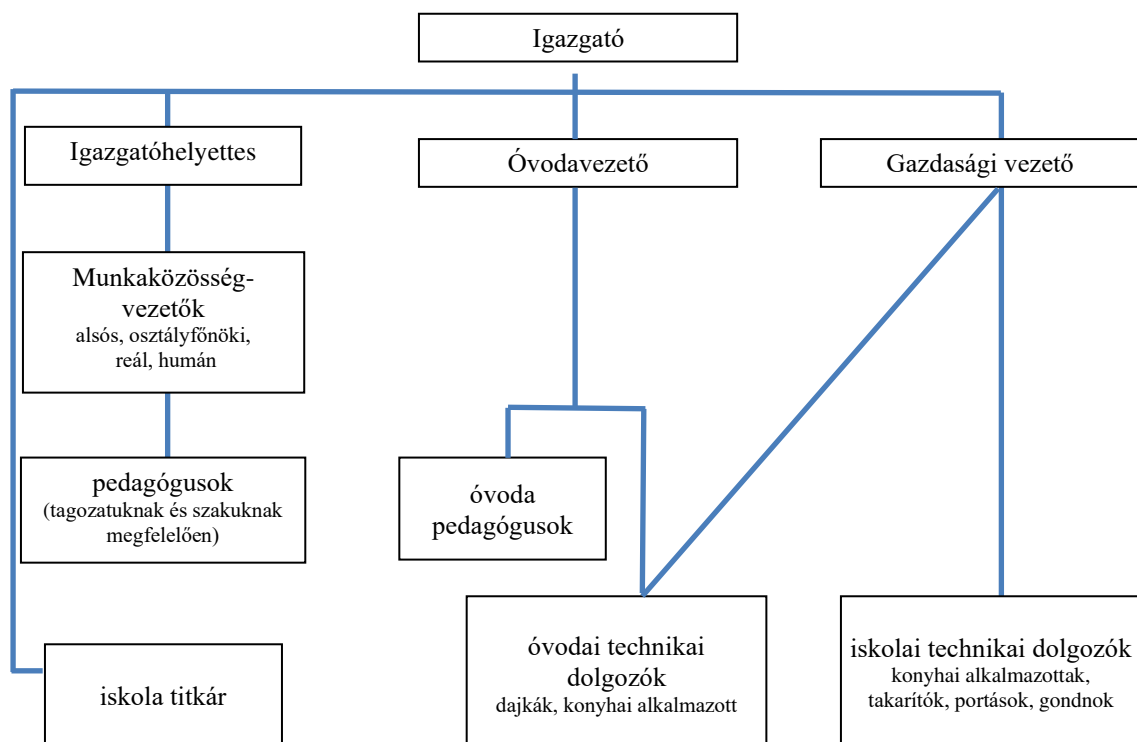 Igazgató
Igazgatóhelyettes
Óvodavezető
Gazdasági vezető
Munkaközösség-
vezetők
alsós, osztályfőnöki,
reál, humán
pedagógusok
(tagozatuknak és szakuknak
megfelelően)
óvoda
pedagógusok
iskola titkár
óvodai technikai
dolgozók
dajkák, konyhai alkalmazott
iskolai technikai dolgozók
konyhai alkalmazottak,
takarítók, portások, gondnok